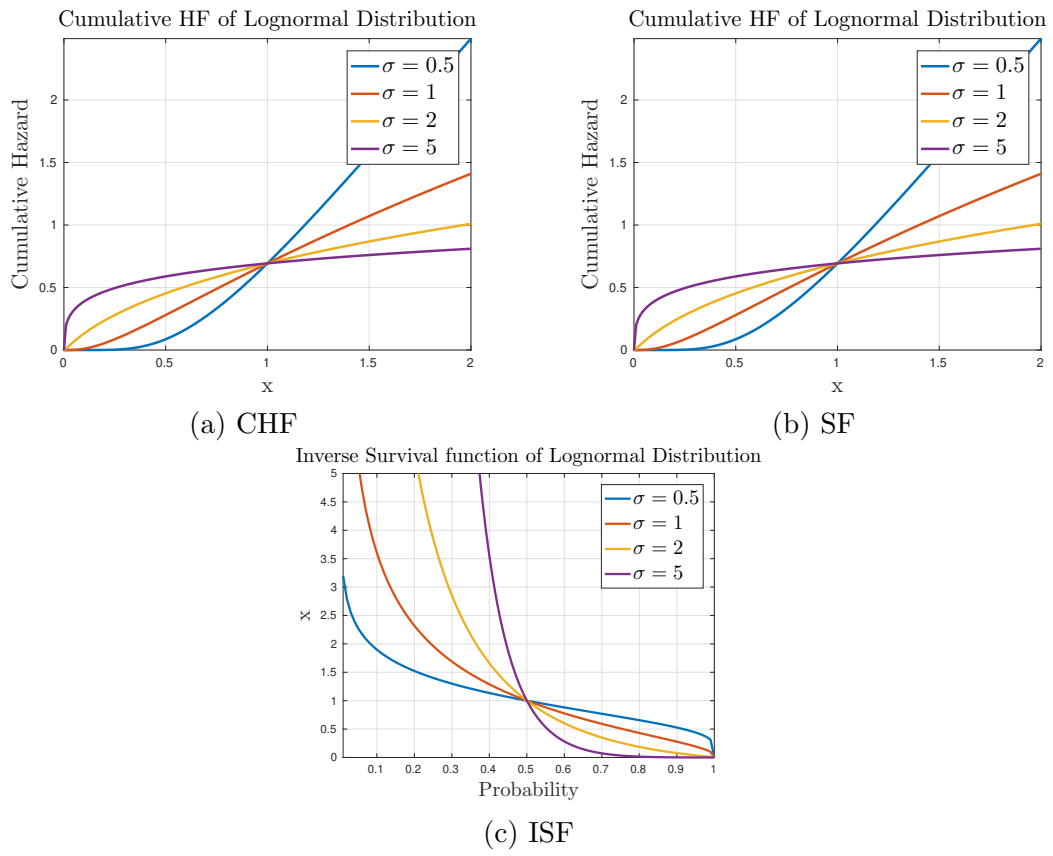 Cumulative HF of Lognormal Distribution
Cumulative Hazard
2
1.5
1
0.5
0
0 0.5 1 1.5 2
x
σ = 0.5
σ = 1
σ = 2
σ = 5
(a) CHF
Cumulative HF of Lognormal Distribution
Cumulative Hazard
2
1.5
1
0.5
0
0 0.5 1 1.5 2
x
σ = 0.5
σ = 1
σ = 2
σ = 5
(b) SF
Inverse Survival function of Lognormal Distribution
x
5
4.5
4
3.5
3
2.5
2
1.5
1
0.5
0
0.1 0.2 0.3 0.4 0.5 0.6 0.7 0.8 0.9 1
Probability
σ = 0.5
σ = 1
σ = 2
σ = 5
(c) ISF